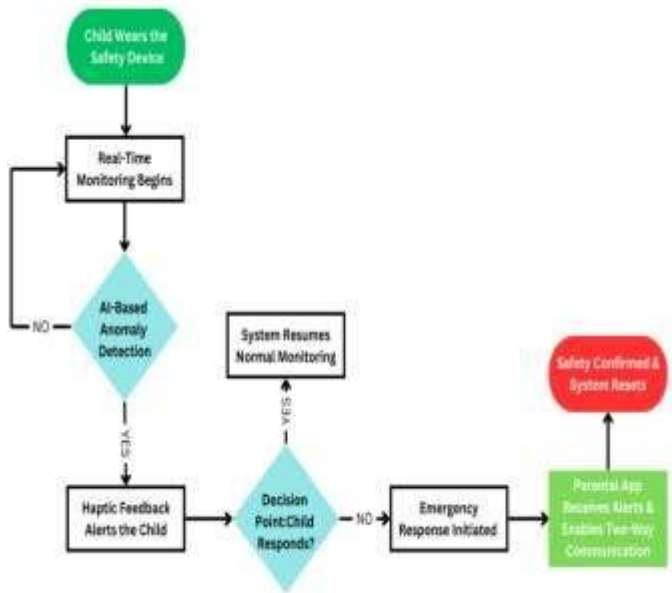 Child Wears the
Safety Device
Real-Time
Monitoring Begins
AI-Based
Anomaly
Detection
NO
YES
Haptic Feedback
Alerts the Child
System Resumes
Normal Monitoring
YES
Decision
Point:Child
Responds?
NO
Emergency
Response Initiated
Parental App
Receives Alerts &
Enables Two-Way
Communication
Safety Confirmed &
System Resets